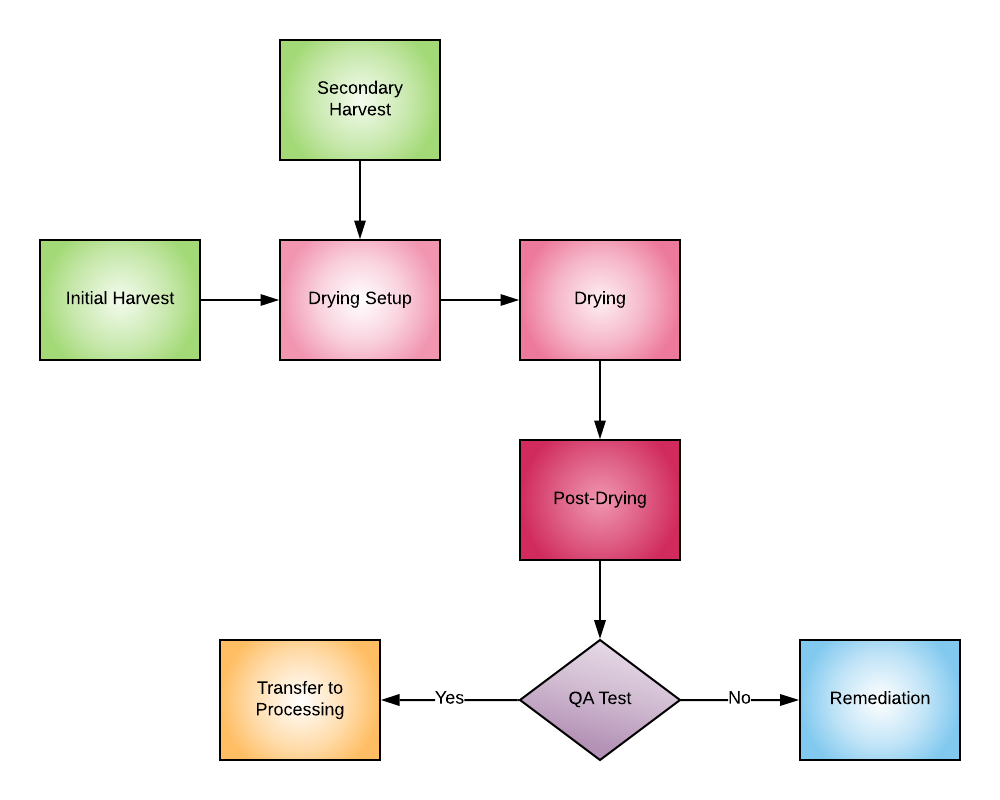 Secondary
Harvest
Initial Harvest
Drying Setup
Drying
Post-Drying
Transfer to
Processing
Yes
QA Test
No
Remediation